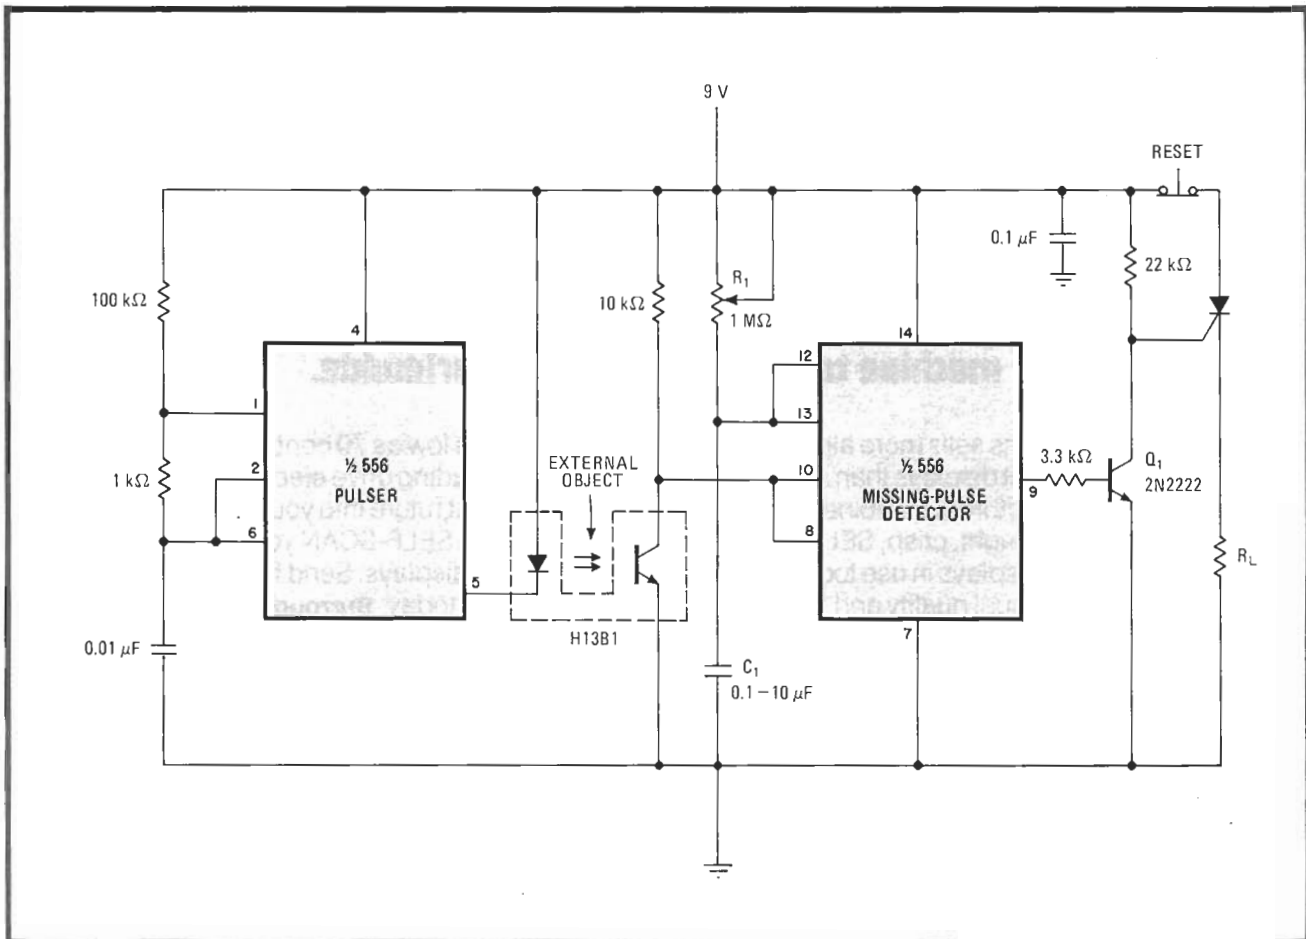 9 V
RESET
0.1 μF
22 kΩ
100 kΩ
10 kΩ
R1
1 MΩ
4
14
12
13
1
½ 556
PULSER
2
1 kΩ
6
5
EXTERNAL
OBJECT
10
½ 556
MISSING-PULSE
DETECTOR
8
9
3.3 kΩ
Q1
2N2222
RL
H13B1
7
0.01 μF
C1
0.1 – 10 μF